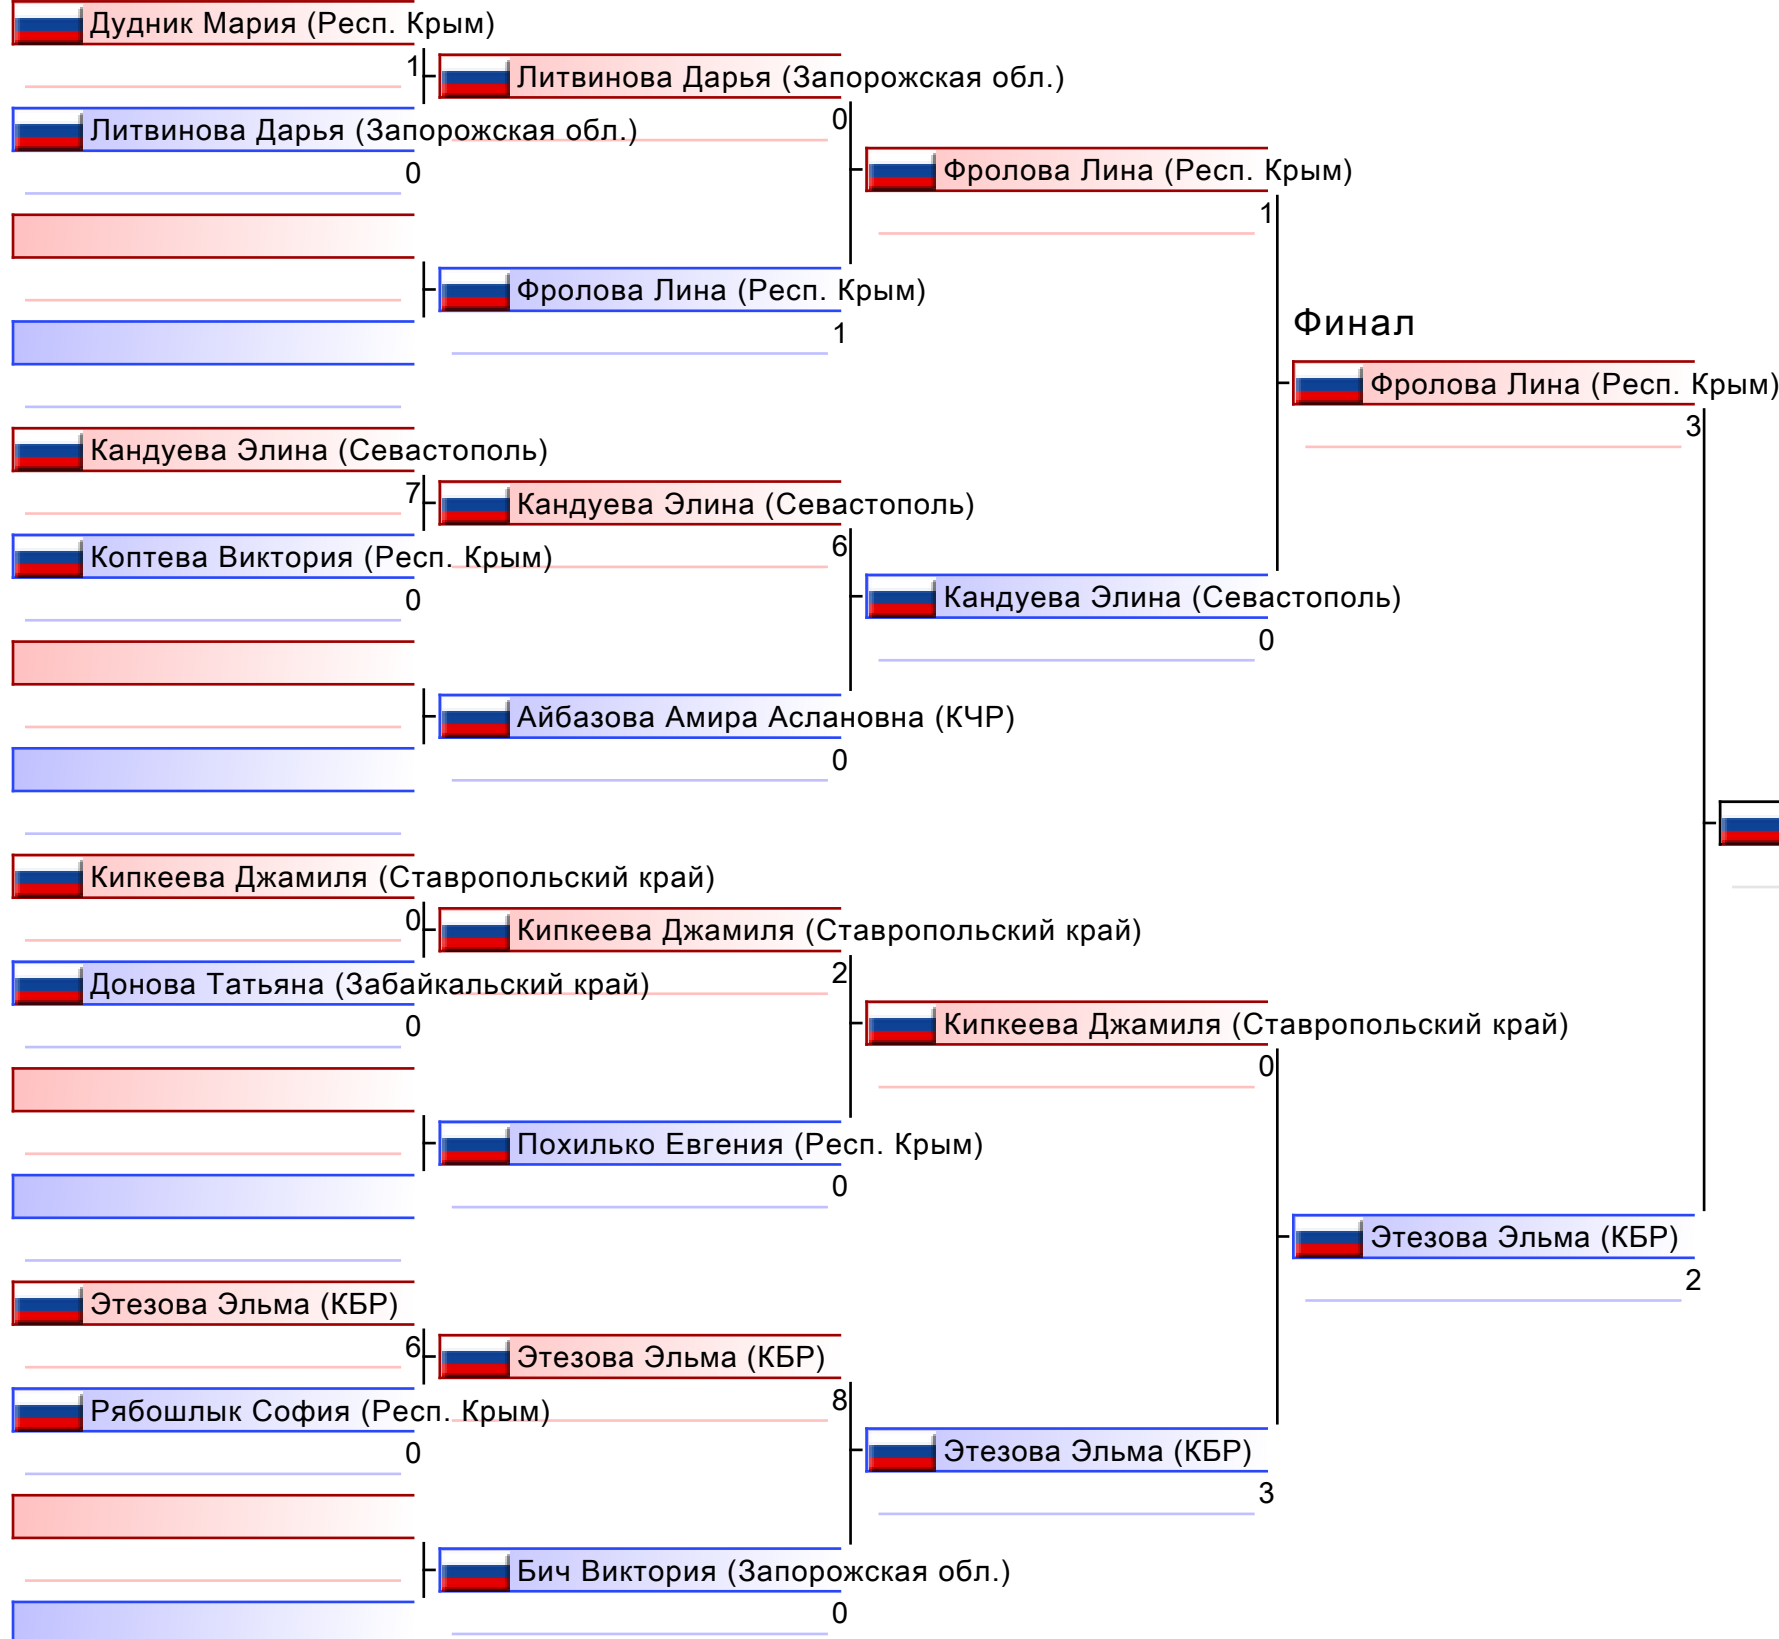 Дудник Мария (Респ. Крым)
1
Литвинова Дарья (Запорожская обл.)
0
Кандуева Элина (Севастополь)
7
Коптева Виктория (Респ. Крым)
0
Кипкеева Джамиля (Ставропольский край)
0
Донова Татьяна (Забайкальский край)
0
Этезова Эльма (КБР)
6
Рябошлык София (Респ. Крым)
0
Литвинова Дарья (Запорожская обл.)
0
Фролова Лина (Респ. Крым)
1
Кандуева Элина (Севастополь)
6
Айбазова Амира Аслановна (КЧР)
0
Кипкеева Джамиля (Ставропольский край)
2
Похилько Евгения (Респ. Крым)
0
Этезова Эльма (КБР)
8
Бич Виктория (Запорожская обл.)
0
Фролова Лина (Респ. Крым)
1
Кандуева Элина (Севастополь)
0
Кипкеева Джамиля (Ставропольский край)
0
Этезова Эльма (КБР)
3
Финал
Фролова Лина (Респ. Крым)
3
Этезова Эльма (КБР)
2